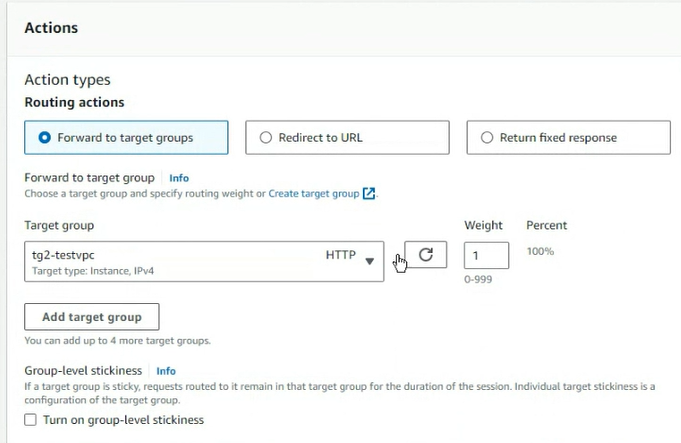 Actions
Action types
Routing actions
Forward to target groups
Redirect to URL
Return fixed response
Forward to target group Info
Choose a target group and specify routing weight or Create target group.
Target group
Weight
Percent
tg2-testvpc
HTTP
Target type: Instance, IPv4
1
100%
0-999
Add target group
You can add up to 4 more target groups.
Group-level stickiness Info
If a target group is sticky, requests routed to it remain in that target group for the duration of the session. Individual target stickiness is a
configuration of the target group.
Turn on group-level stickiness